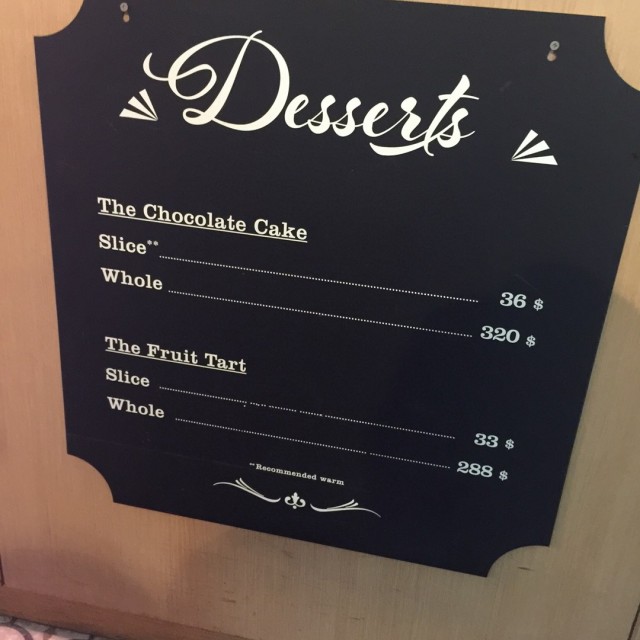 Desserts
The Chocolate Cake
Slice** 36 $
Whole 320 $
The Fruit Tart
Slice 33 $
Whole 288 $
**Recommended warm